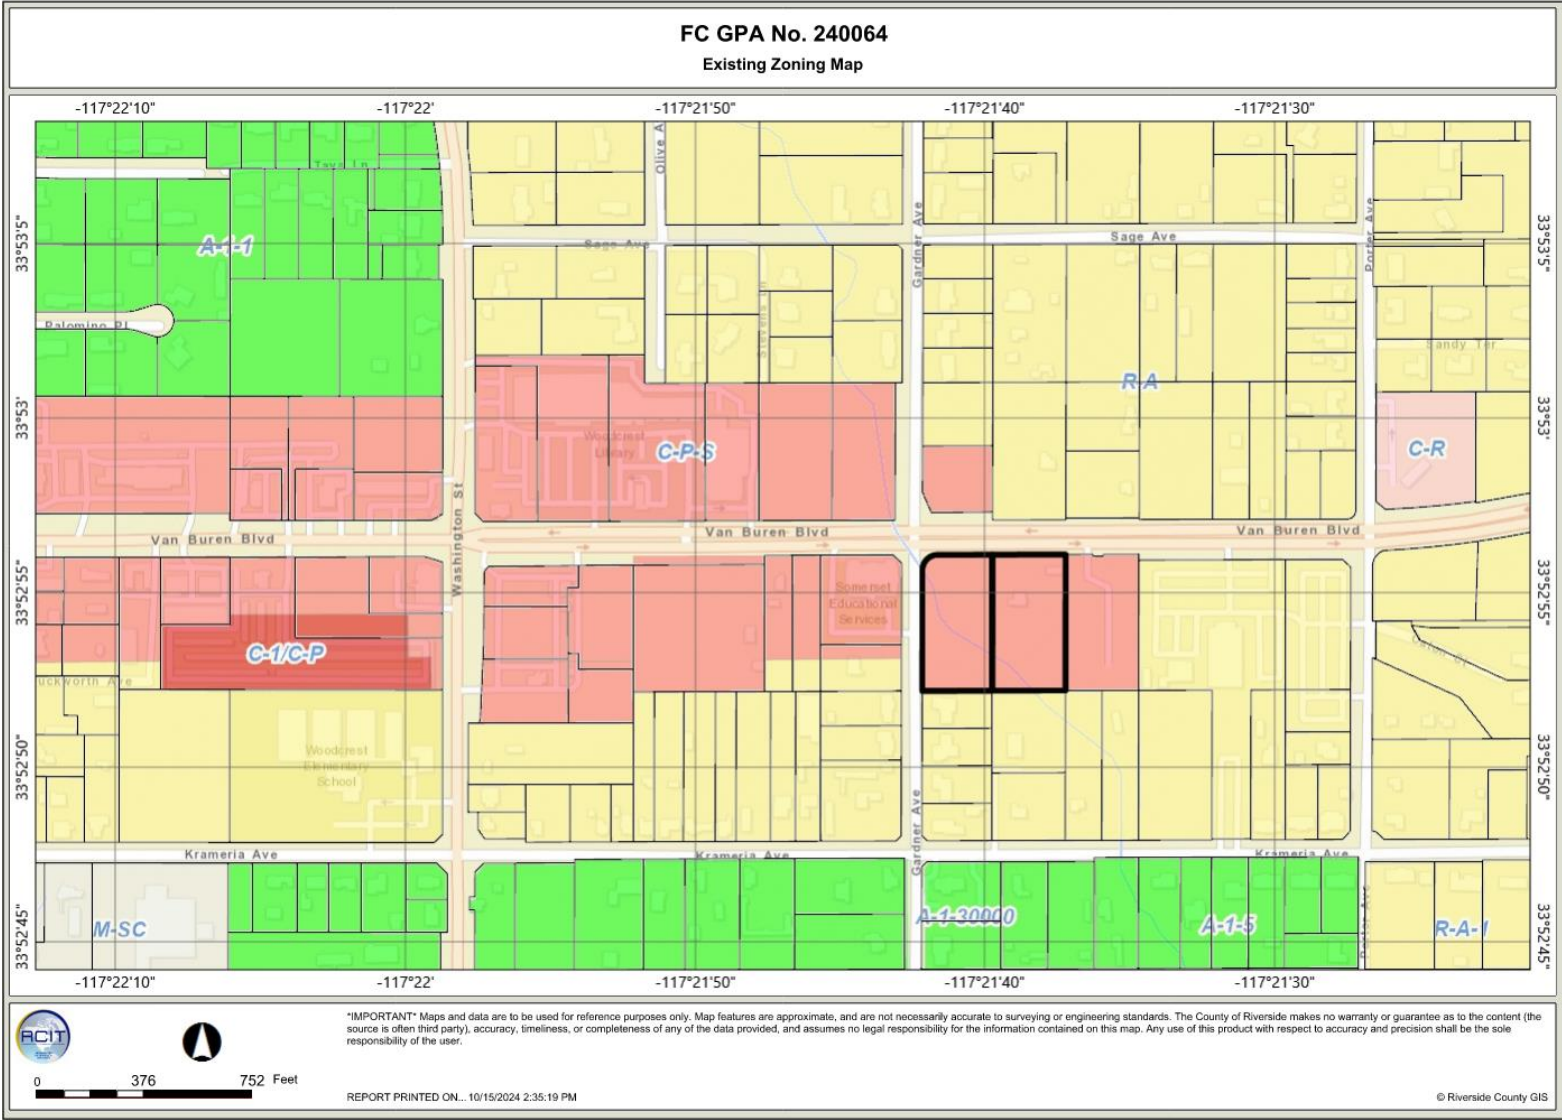 FC GPA No. 240064
Existing Zoning Map
-117°22'10" -117°22' -117°21'50" -117°21'40" -117°21'30"
Olive A
Taya Ln
Gardner Ave
Porter Ave
33°53'5"
A-1-1
Sage Ave
Sage Ave
33°53'5"
Palomino Pl
Stevens Ln
Sandy Ter
R-A
33°53'
Woodcrest
Library
C-P-S
C-R
33°53'
Washington St
Van Buren Blvd
Van Buren Blvd
Van Buren Blvd
33°52'55"
Somerset
Educational
Services
33°52'55"
C-1/C-P
uckworth Ave
33°52'50"
Woodcrest
Elementary
School
33°52'50"
Gardner Ave
Krameria Ave
Krameria Ave
Krameria Ave
Porter Ave
33°52'45"
M-SC
A-1-30000
A-1-5
R-A-1
33°52'45"
-117°22'10" -117°22' -117°21'50" -117°21'40" -117°21'30"
RCIT
*IMPORTANT* Maps and data are to be used for reference purposes only. Map features are approximate, and are not necessarily accurate to surveying or engineering standards. The County of Riverside makes no warranty or guarantee as to the content (the
source is often third party), accuracy, timeliness, or completeness of any of the data provided, and assumes no legal responsibility for the information contained on this map. Any use of this product with respect to accuracy and precision shall be the sole
responsibility of the user.
0 376 752 Feet
REPORT PRINTED ON... 10/15/2024 2:35:19 PM
© Riverside County GIS